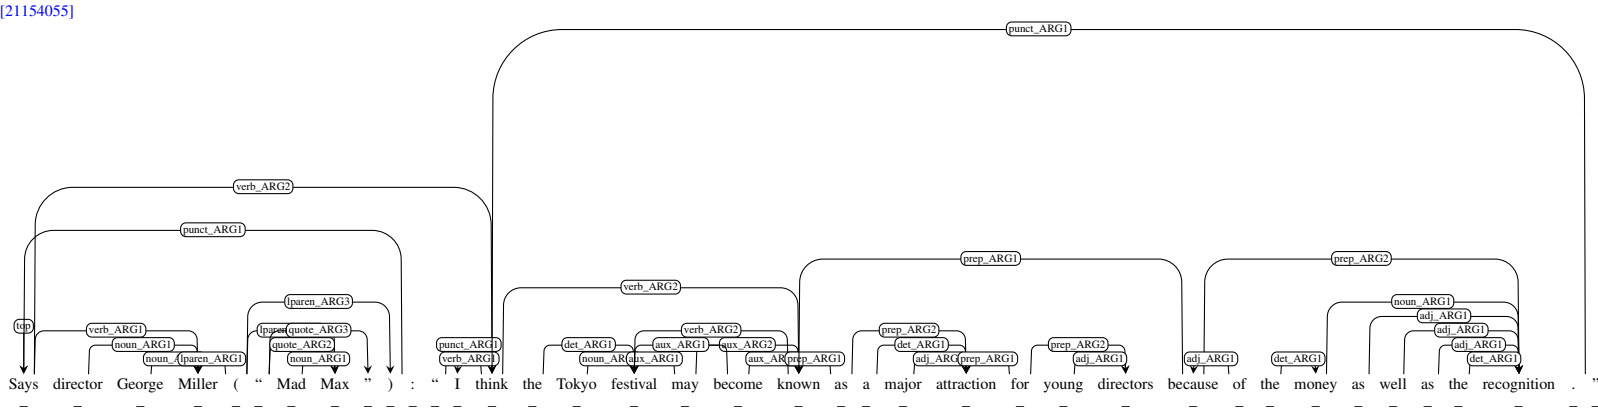 [21154055]
punct_ARG1
verb_ARG2
punct_ARG1
prep_ARG1 prep_ARG2
verb_ARG2
lparen_ARG3 noun_ARG1
adj_ARG1
top verb_ARG1 quote_ARG3 verb_ARG2 prep_ARG2 adj_ARG1
noun_ARG1 quote_ARG2 punct_ARG1 det_ARG1 aux_ARG1 aux_ARG2 det_ARG1 prep_ARG2 adj_ARG1
lparen_ARG1 noun_ARG1 verb_ARG1 aux_ARG1 prep_ARG1 prep_ARG1 adj_ARG1 adj_ARG1 det_ARG1 det_ARG1
Says director George Miller ( “ Mad Max ” ) : “ I think the Tokyo festival may become known as a major attraction for young directors because of the money as well as the recognition . ”